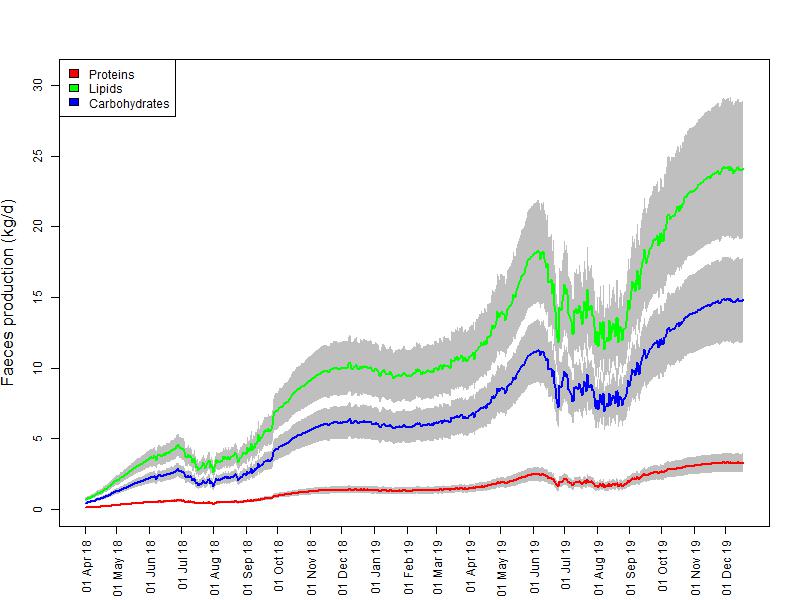 Proteins
Lipids
Carbohydrates
Faeces production (kg/d)
30
25
20
15
10
5
0
01 Apr 18
01 May 18
01 Jun 18
01 Jul 18
01 Aug 18
01 Sep 18
01 Oct 18
01 Nov 18
01 Dec 18
01 Jan 19
01 Feb 19
01 Mar 19
01 Apr 19
01 May 19
01 Jun 19
01 Jul 19
01 Aug 19
01 Sep 19
01 Oct 19
01 Nov 19
01 Dec 19